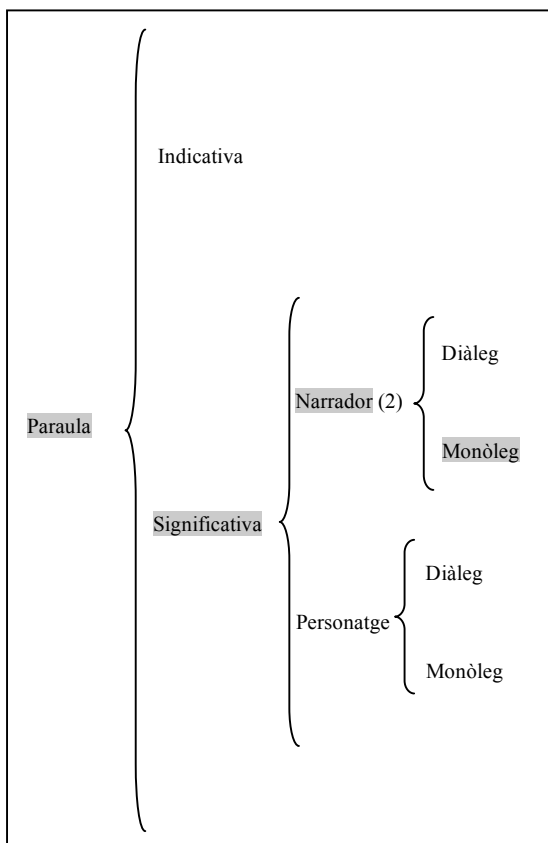 Indicativa
Diàleg
Narrador (2)
Paraula
Monòleg
Significativa
Diàleg
Personatge
Monòleg